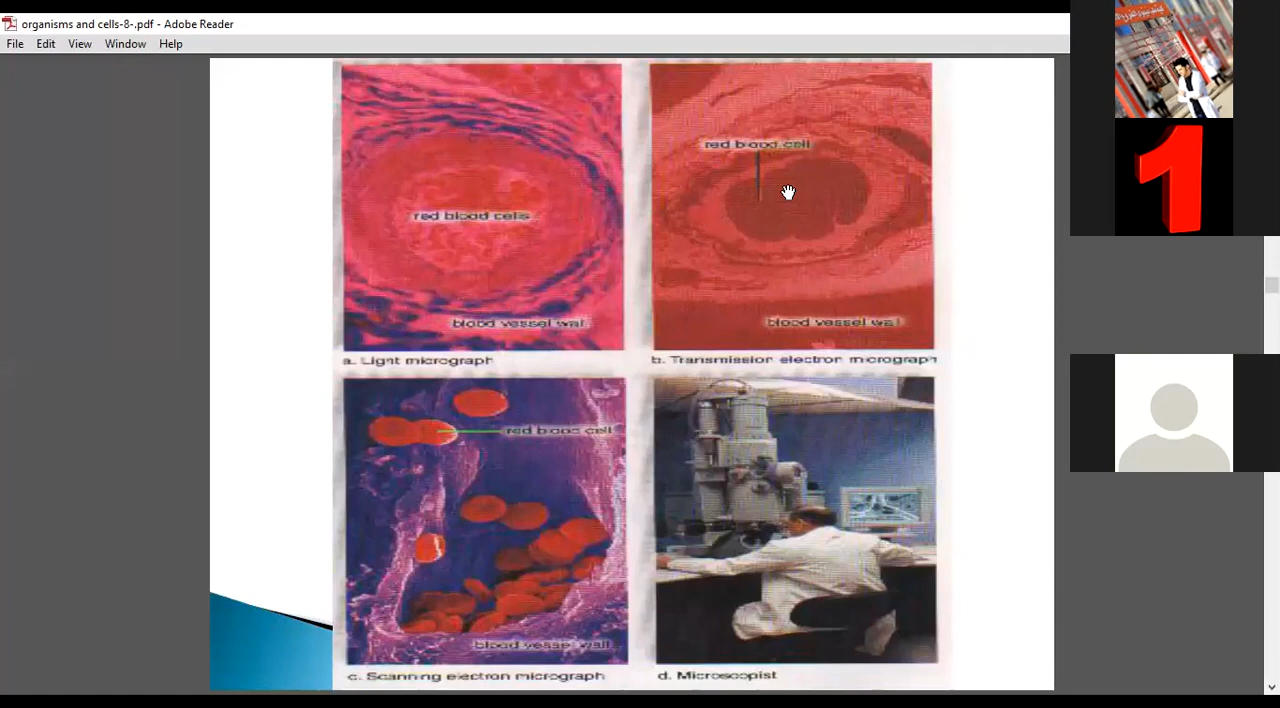 organisms and cells-8-.pdf - Adobe Reader
File Edit View Window Help
red blood cells
blood vessel wall
a. Light micrograph
red blood cell
blood vessel wall
b. Transmission electron micrograph
red blood cell
blood vessel wall
c. Scanning electron micrograph
d. Microscopist
1